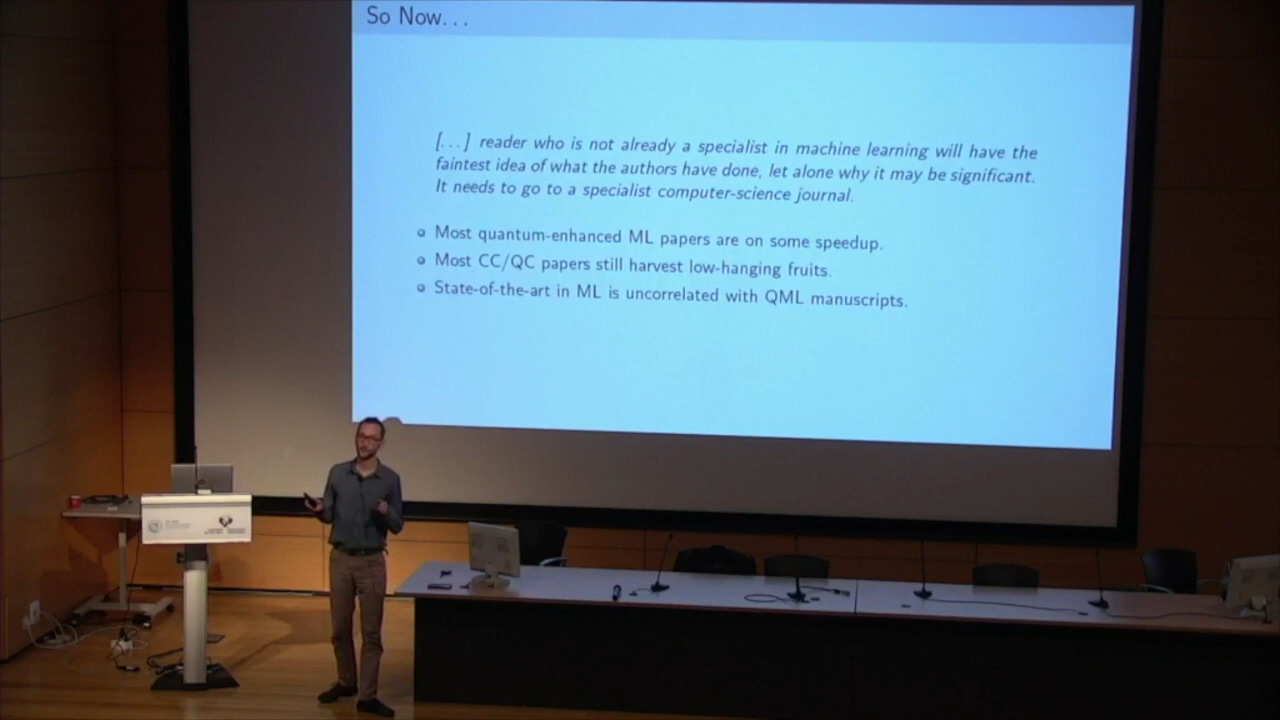 So Now...
[...] reader who is not already a specialist in machine learning will have the
faintest idea of what the authors have done, let alone why it may be significant.
It needs to go to a specialist computer-science journal.
Most quantum-enhanced ML papers are on some speedup.
Most CC/QC papers still harvest low-hanging fruits.
State-of-the-art in ML is uncorrelated with QML manuscripts.